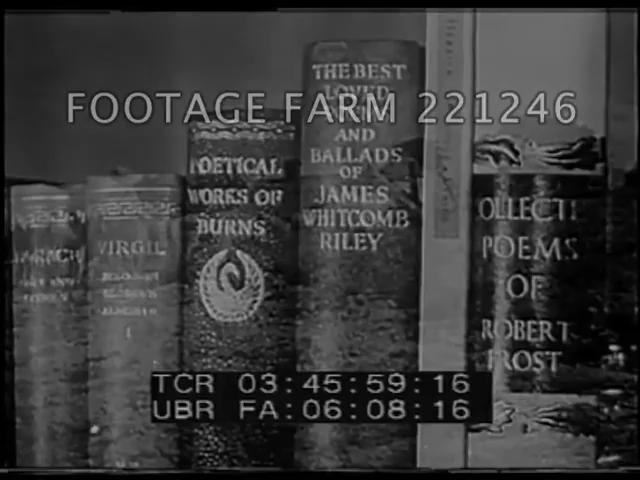 FOOTAGE FARM 221246
VIRGIL
I
POETICAL
WORKS OF
BURNS
THE BEST
LOVED
AND
BALLADS
OF
JAMES
WHITCOMB
RILEY
OLLECTE
POEMS
OF
ROBERT
FROST
TCR 03:45:59:16
UBR FA:06:08:16